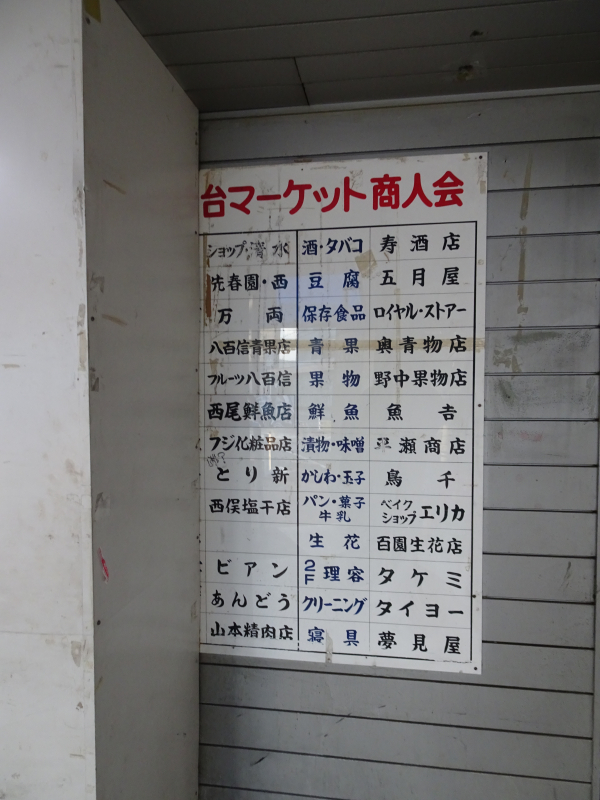 台マーケット商人会
ショップ・清水 酒・タバコ 寿酒店
先春園・西 豆腐 五月屋
万両 保存食品 ロイヤル・ストアー
八百信青果店 青果 奥青物店
フルーツ八百信 果物 野中果物店
西尾鮮魚店 鮮魚 魚𠮷
フジ化粧品店 漬物・味噌 平瀬商店
とり新 かしわ・玉子 鳥千
西俣塩干店 パン・菓子 牛乳 ベイクショップエリカ
生花 百園生花店
ビアン 2F理容 タケミ
あんどう クリーニング タイヨー
山本精肉店 寝具 夢見屋